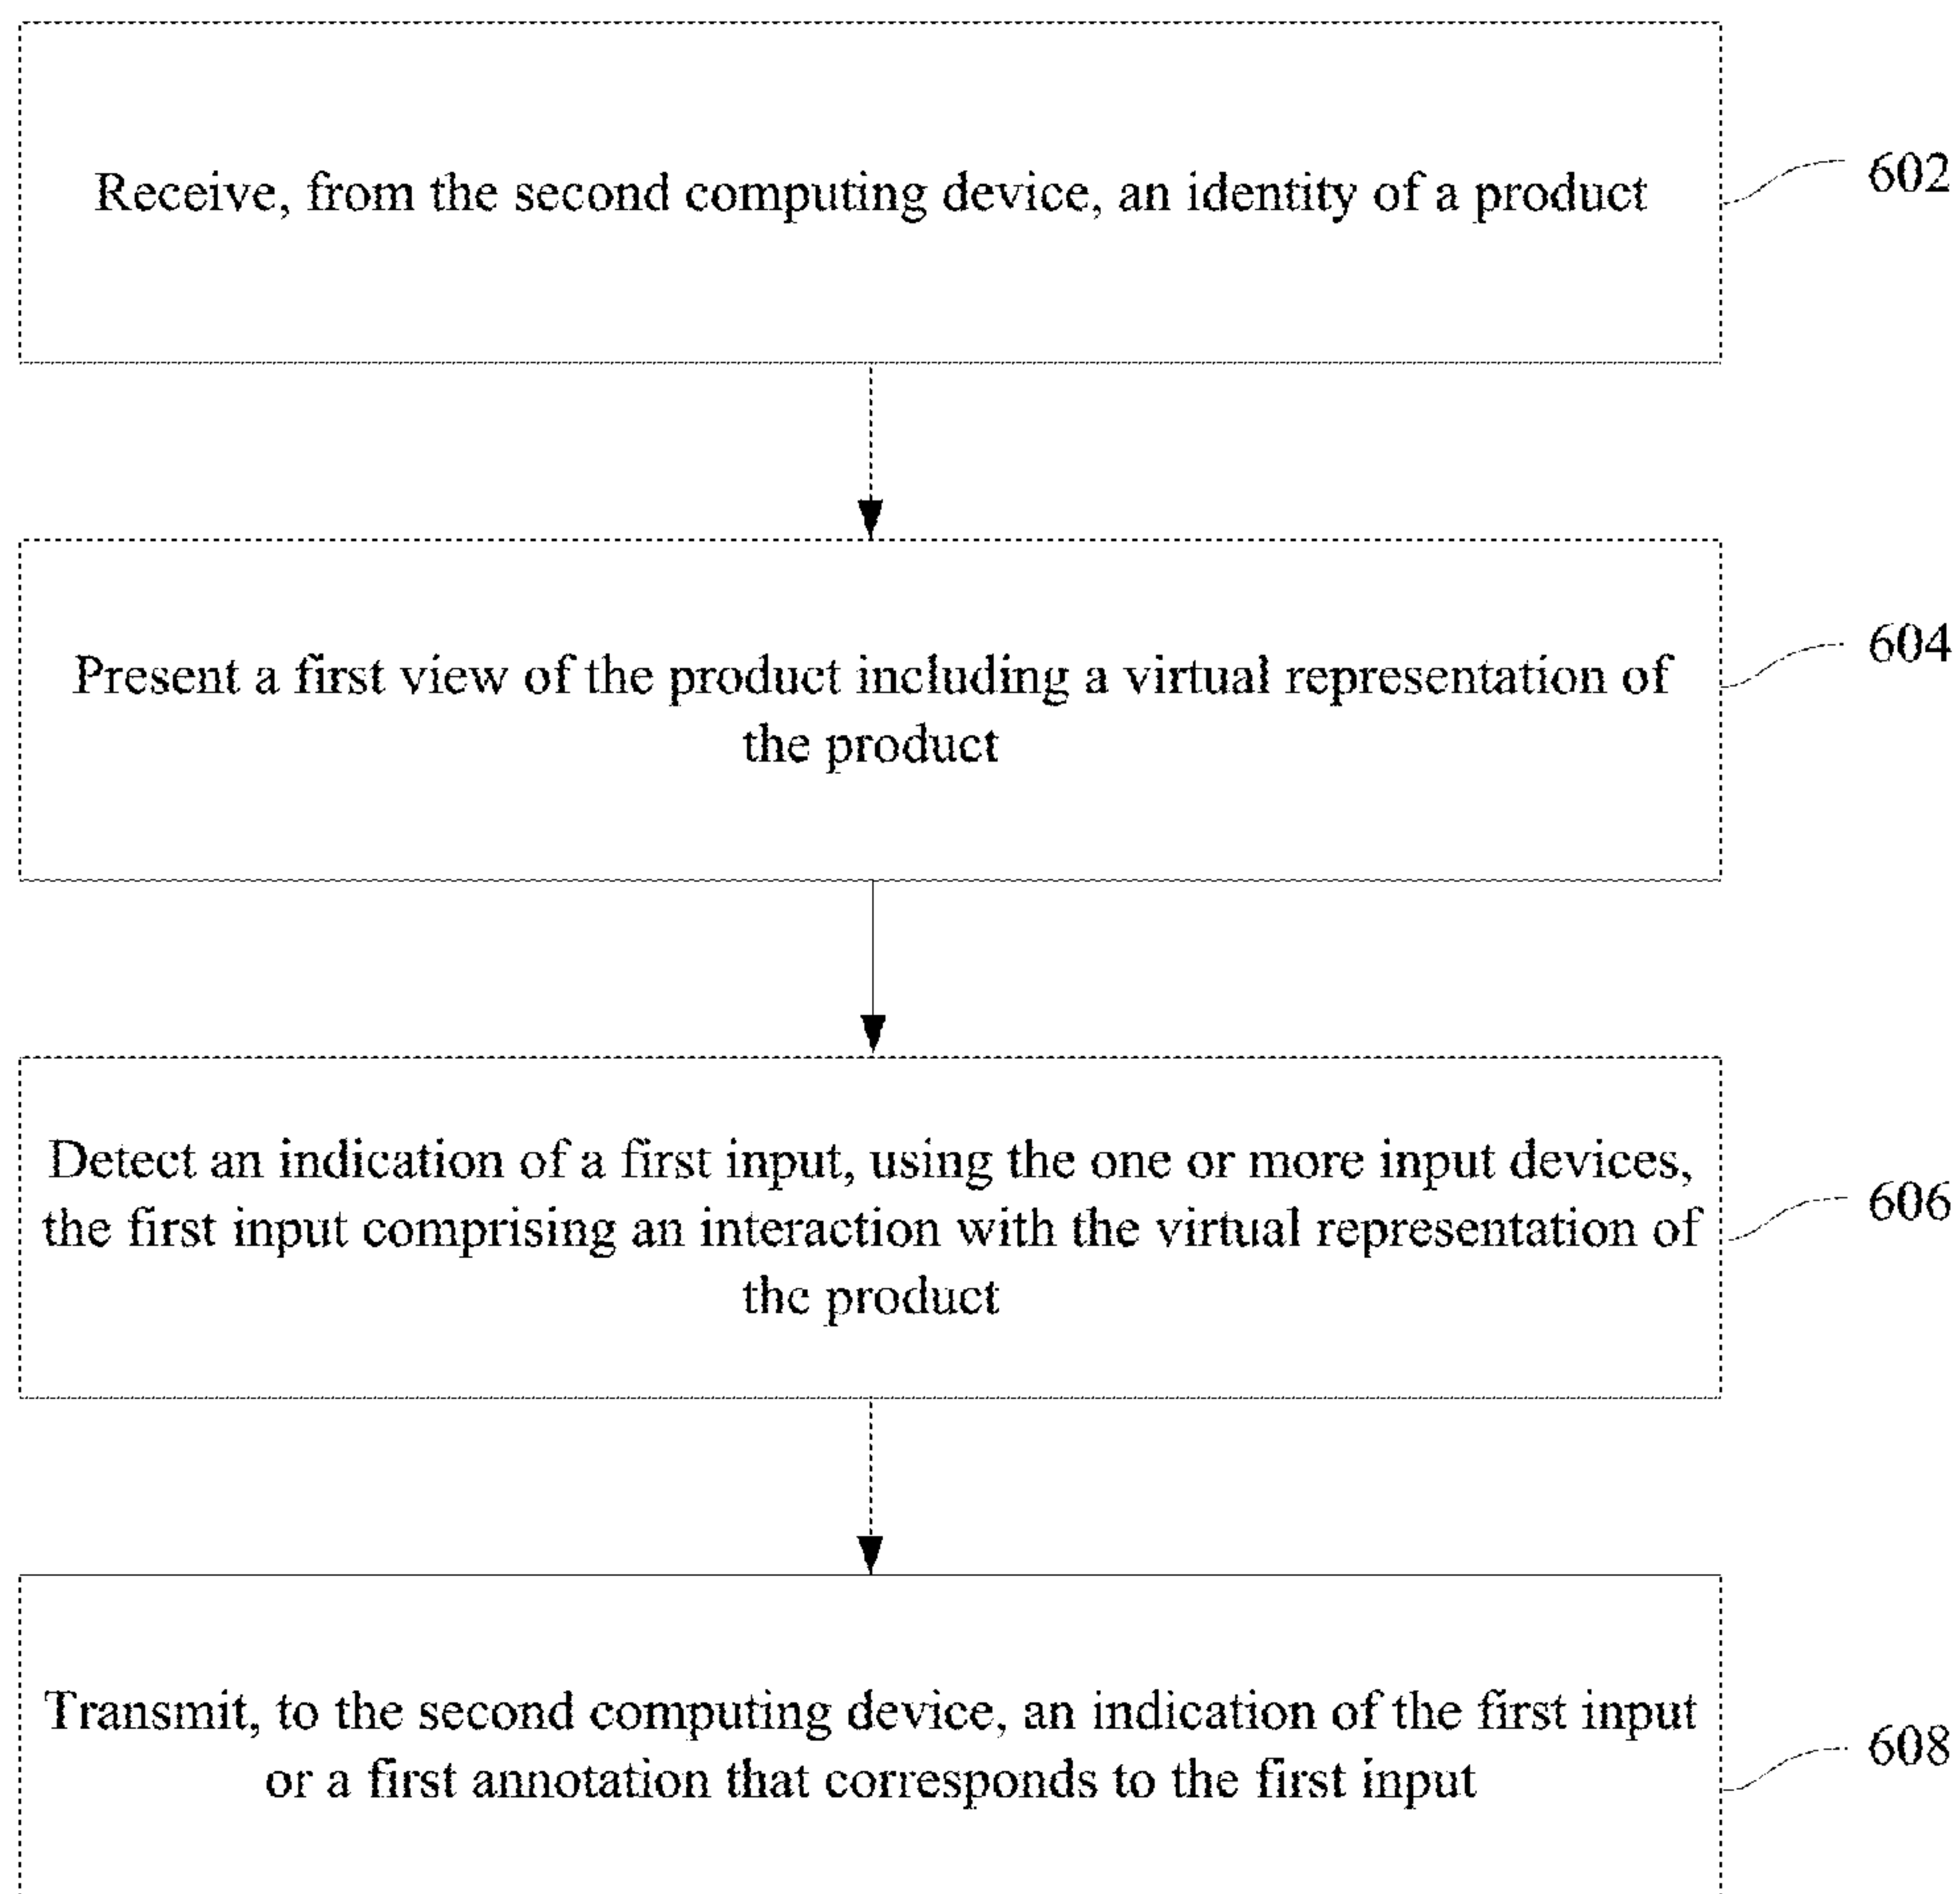 Receive, from the second computing device, an identity of a product
602
Present a first view of the product including a virtual representation of
the product
604
Detect an indication of a first input, using the one or more input devices,
the first input comprising an interaction with the virtual representation of
the product
606
Transmit, to the second computing device, an indication of the first input
or a first annotation that corresponds to the first input
608